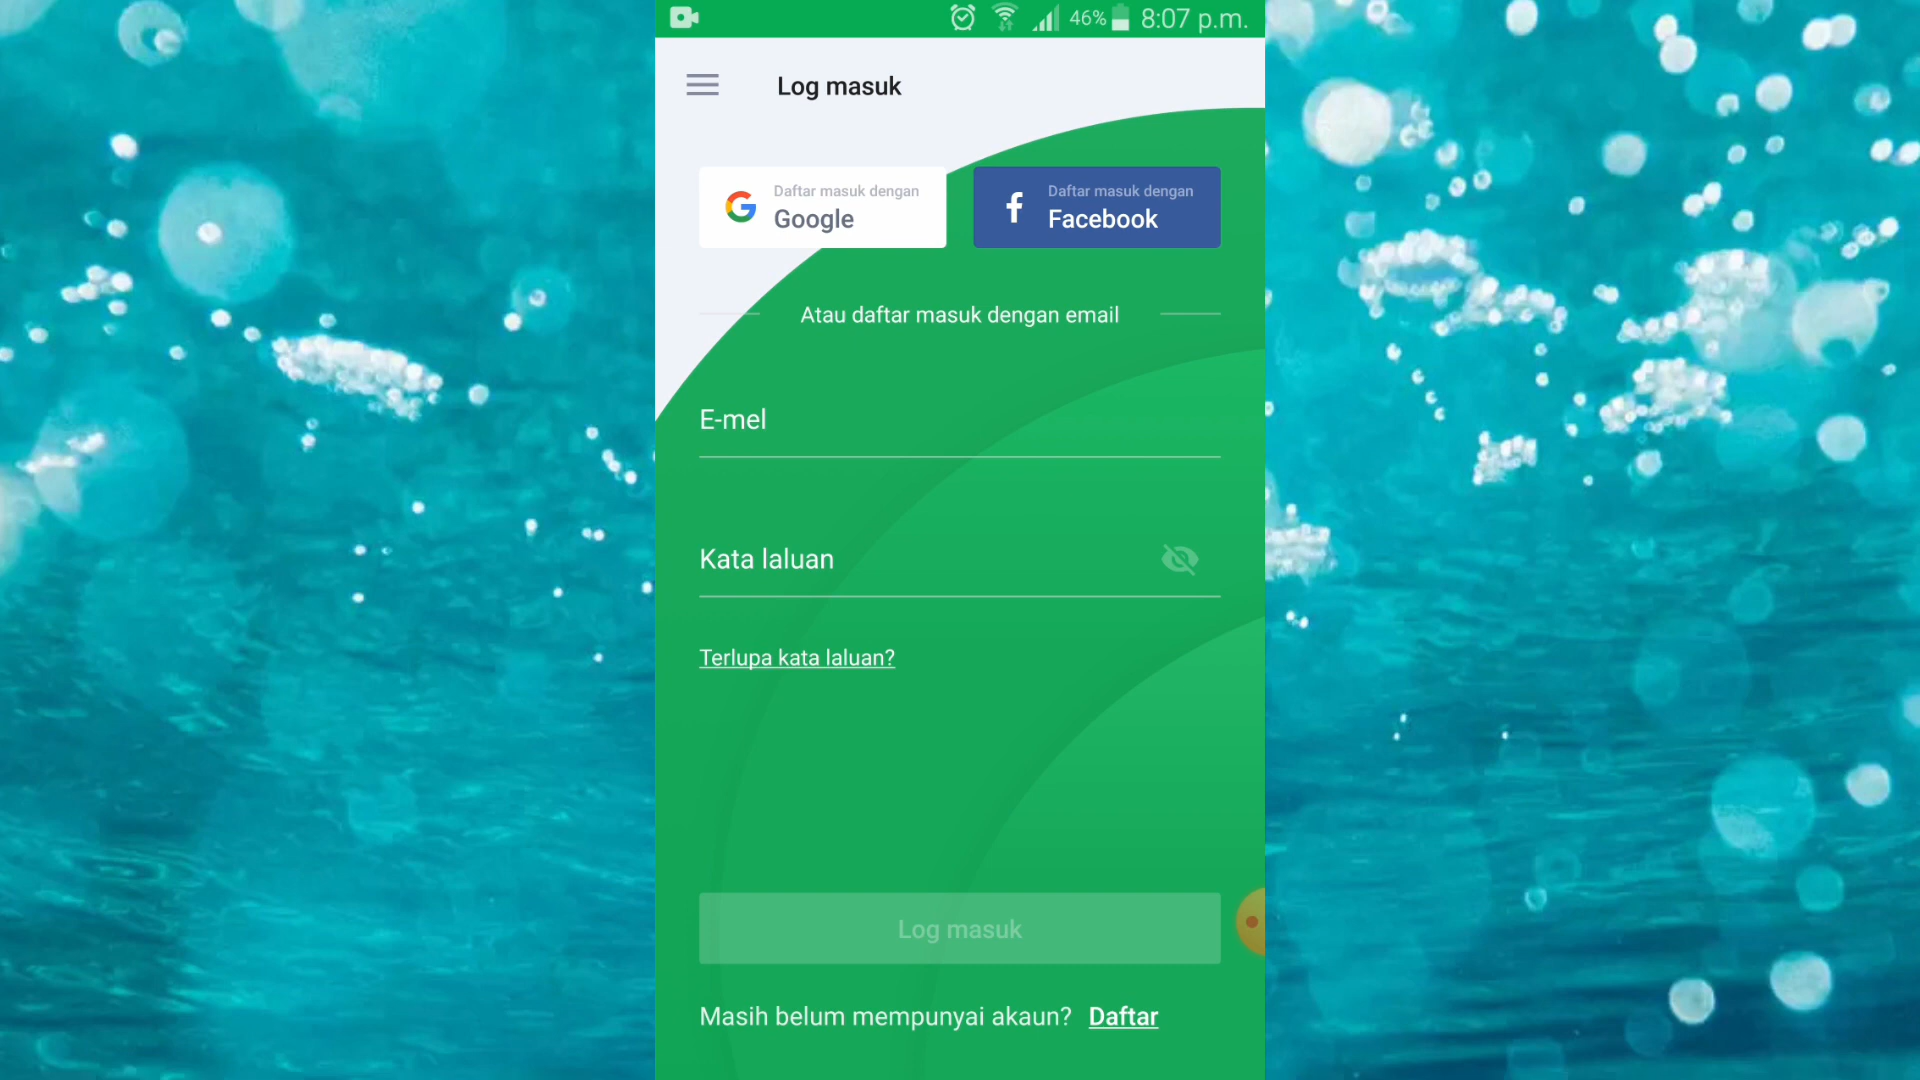 46% 8:07 p.m.
Log masuk
Daftar masuk dengan
Google
Daftar masuk dengan
Facebook
Atau daftar masuk dengan email
E-mel
Kata laluan
Terlupa kata laluan?
Log masuk
Masih belum mempunyai akaun? Daftar